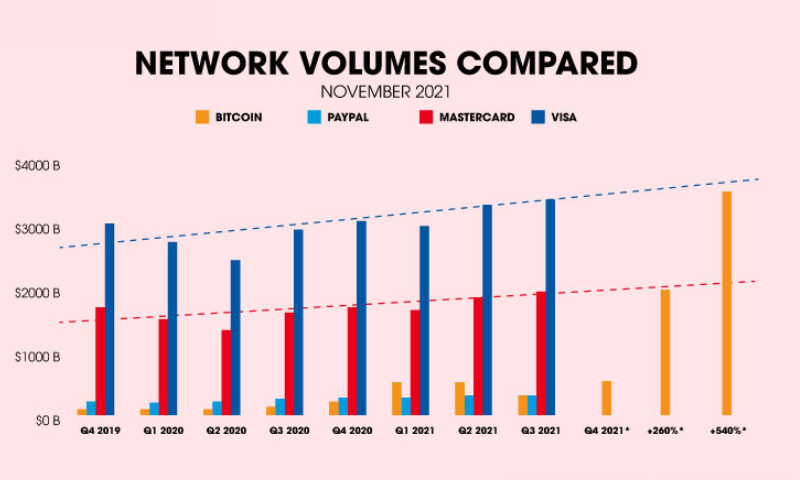 NETWORK VOLUMES COMPARED
NOVEMBER 2021
BITCOIN PAYPAL MASTERCARD VISA
$4000 B
$3000 B
$2000 B
$1000 B
$0 B
Q4 2019 Q1 2020 Q2 2020 Q3 2020 Q4 2020 Q1 2021 Q2 2021 Q3 2021 Q4 2021* +260%* +540%*